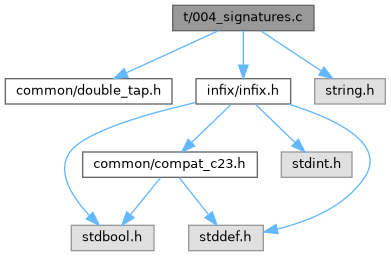 t/004_signatures.c
common/double_tap.h
infix/infix.h
string.h
common/compat_c23.h
stdint.h
stdbool.h
stddef.h